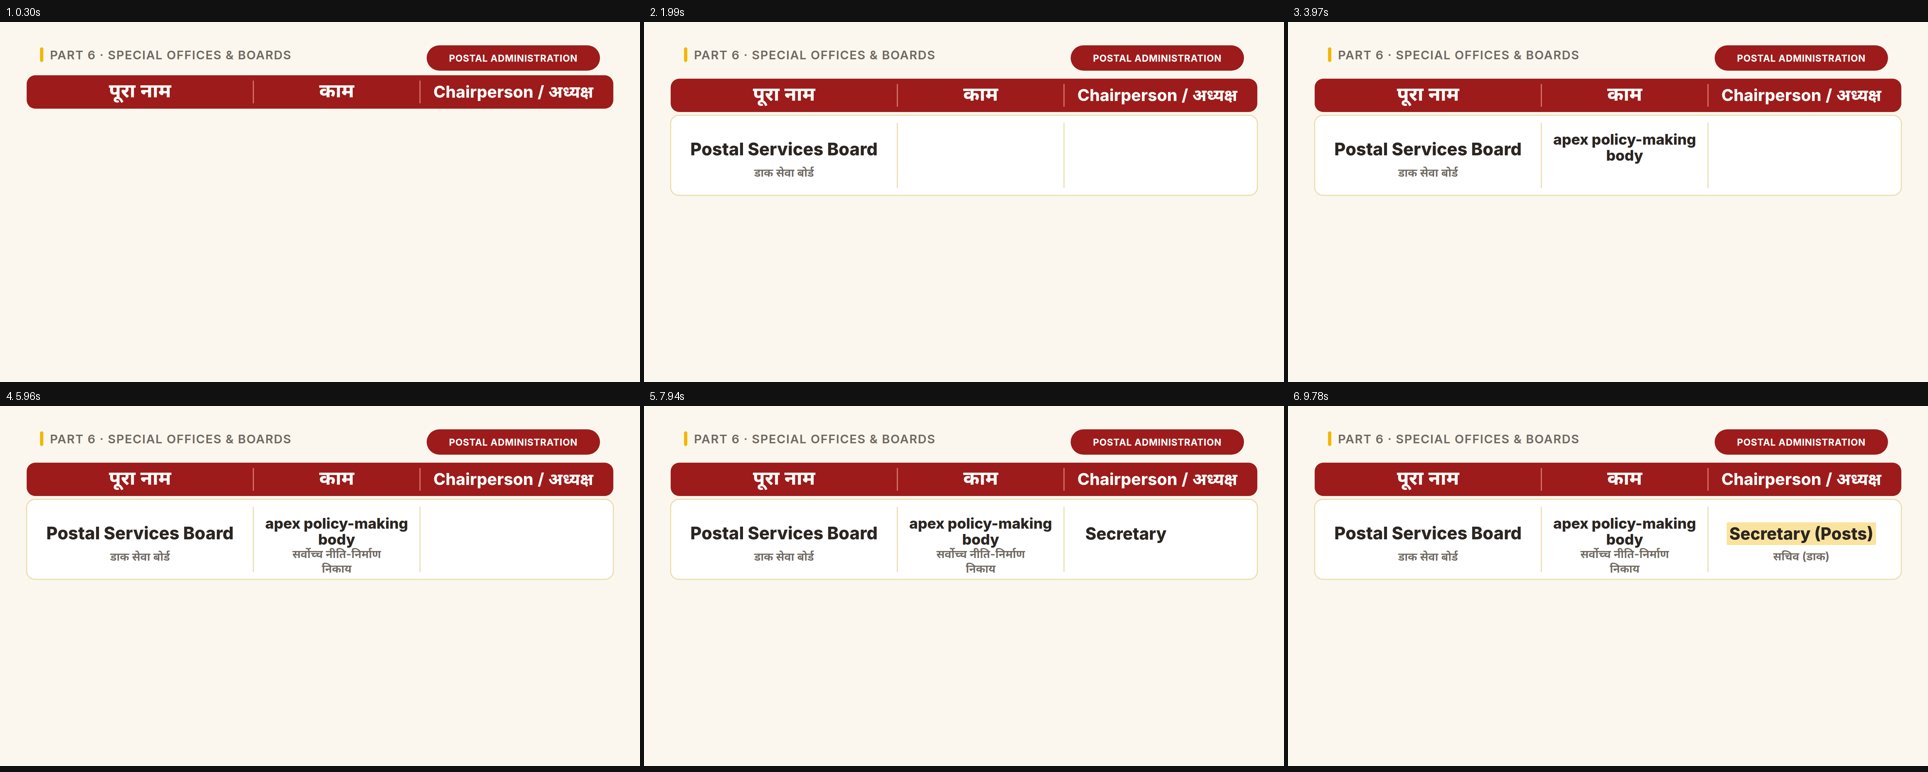 1. 0.30s
PART 6 · SPECIAL OFFICES & BOARDS
POSTAL ADMINISTRATION
पूरा नाम
काम
Chairperson / अध्यक्ष
2. 1.99s
PART 6 · SPECIAL OFFICES & BOARDS
POSTAL ADMINISTRATION
पूरा नाम
काम
Chairperson / अध्यक्ष
Postal Services Board
डाक सेवा बोर्ड
3. 3.97s
PART 6 · SPECIAL OFFICES & BOARDS
POSTAL ADMINISTRATION
पूरा नाम
काम
Chairperson / अध्यक्ष
Postal Services Board
डाक सेवा बोर्ड
apex policy-making
body
4. 5.96s
PART 6 · SPECIAL OFFICES & BOARDS
POSTAL ADMINISTRATION
पूरा नाम
काम
Chairperson / अध्यक्ष
Postal Services Board
डाक सेवा बोर्ड
apex policy-making
body
सर्वोच्च नीति-निर्माण
निकाय
5. 7.94s
PART 6 · SPECIAL OFFICES & BOARDS
POSTAL ADMINISTRATION
पूरा नाम
काम
Chairperson / अध्यक्ष
Postal Services Board
डाक सेवा बोर्ड
apex policy-making
body
सर्वोच्च नीति-निर्माण
निकाय
Secretary
6. 9.78s
PART 6 · SPECIAL OFFICES & BOARDS
POSTAL ADMINISTRATION
पूरा नाम
काम
Chairperson / अध्यक्ष
Postal Services Board
डाक सेवा बोर्ड
apex policy-making
body
सर्वोच्च नीति-निर्माण
निकाय
Secretary (Posts)
सचिव (डाक)